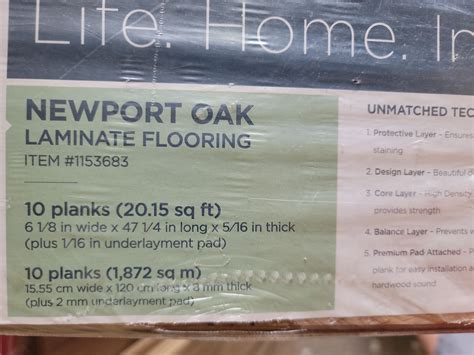 Life. Home. In
NEWPORT OAK
LAMINATE FLOORING
ITEM #1153683
10 planks (20.15 sq ft)
6 1/8 in wide x 47 1/4 in long x 5/16 in thick
(plus 1/16 in underlayment pad)
10 planks (1,872 sq m)
15.55 cm wide x 120 cm long x 8 mm thick
(plus 2 mm underlayment pad)
UNMATCHED TEC
1. Protective Layer - Ensures
staining
2. Design Layer - Beautiful d
3. Core Layer - High Density
provides strength
4. Balance Layer - Prevents w
5. Premium Pad Attached -
plank for easy installation a
hardwood sound